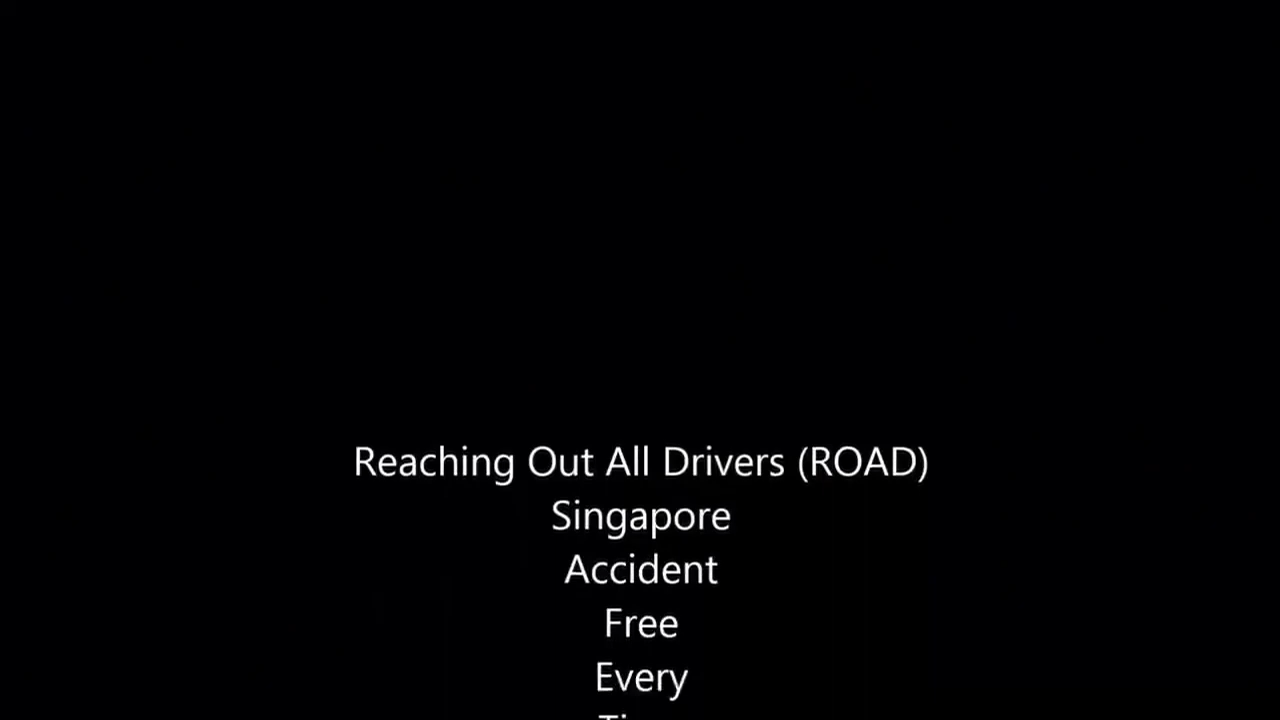 Reaching Out All Drivers (ROAD)
Singapore
Accident
Free
Every